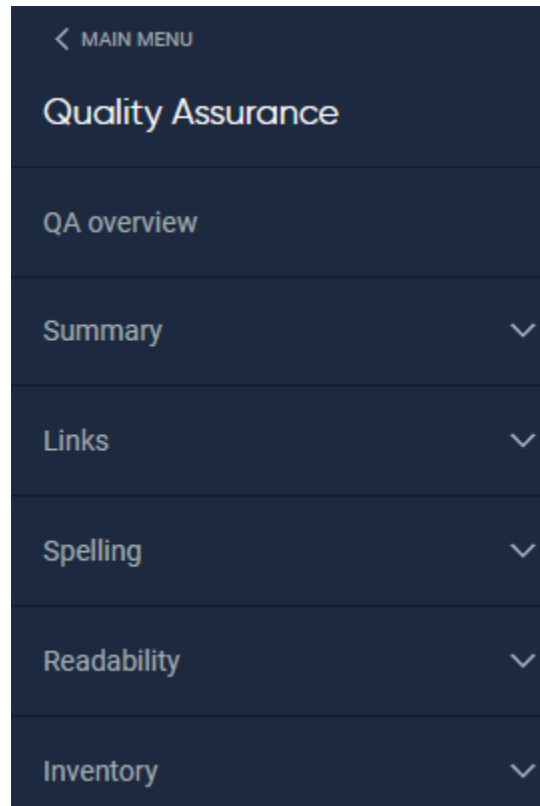 MAIN MENU
Quality Assurance
QA overview
Summary
Links
Spelling
Readability
Inventory